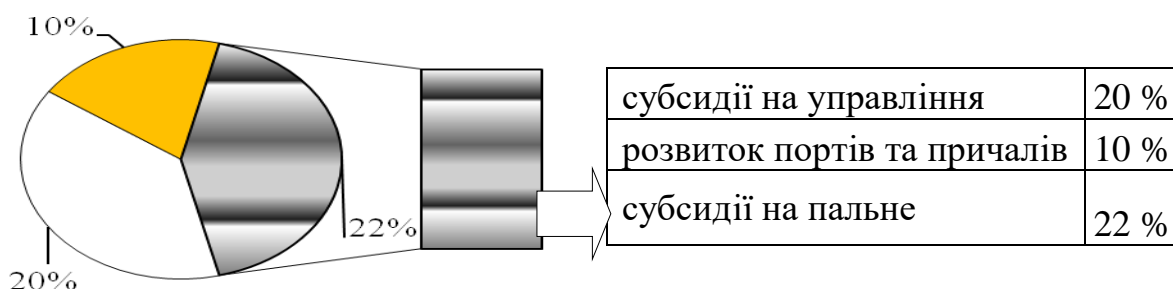 10%
22%
20%
субсидії на управління 20 %
розвиток портів та причалів 10 %
субсидії на пальне 22 %